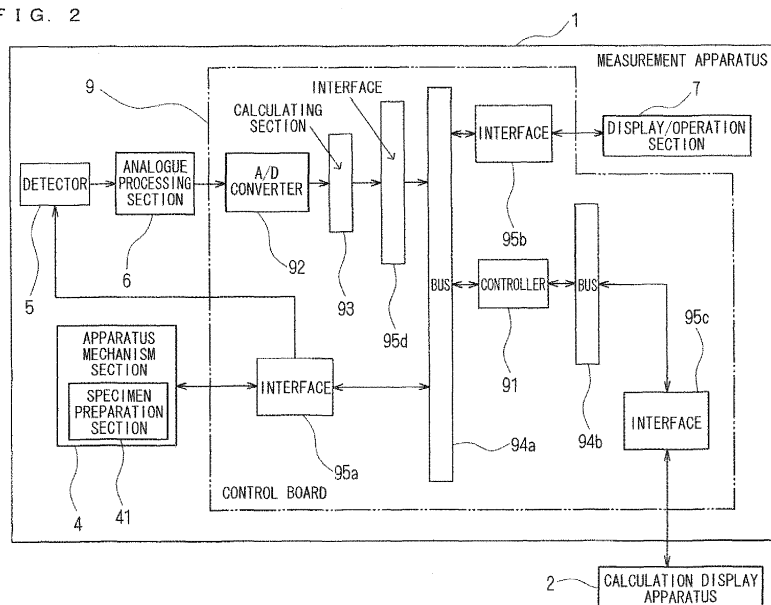 FIG. 2
1
MEASUREMENT APPARATUS
9
INTERFACE
CALCULATING
SECTION
7
INTERFACE
DISPLAY/OPERATION
SECTION
DETECTOR
ANALOGUE
PROCESSING
SECTION
A/D
CONVERTER
5
6
92
93
95d
95b
BUS
CONTROLLER
BUS
91
95c
APPARATUS
MECHANISM
SECTION
SPECIMEN
PREPARATION
SECTION
INTERFACE
INTERFACE
4
41
95a
94a
94b
CONTROL BOARD
2
CALCULATION DISPLAY
APPARATUS